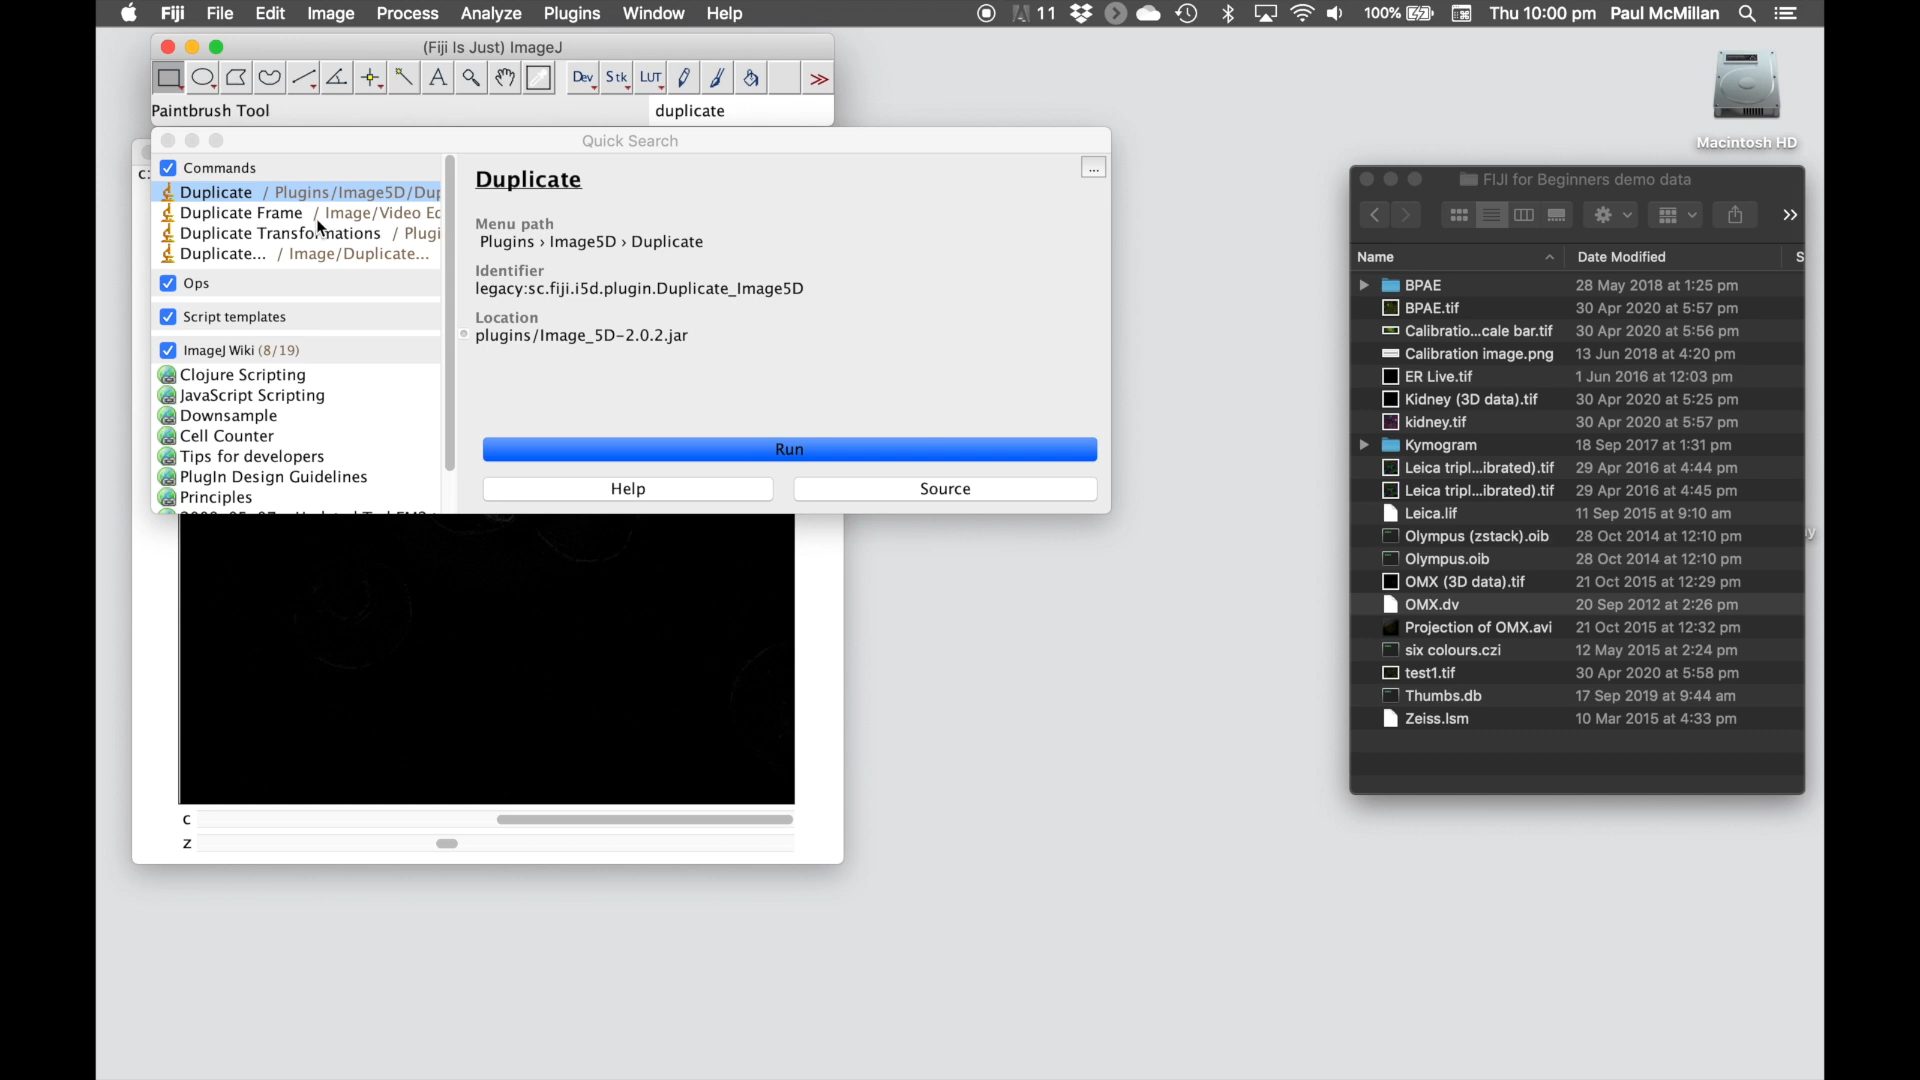 Fiji File Edit Image Process Analyze Plugins Window Help 11 100% Thu 10:00 pm Paul McMillan
(Fiji Is Just) ImageJ
A Dev Stk LUT >>
Paintbrush Tool duplicate
Quick Search
Commands
Duplicate / Plugins/Image5D/Dup
Duplicate Frame / Image/Video Ed
Duplicate Transformations / Plugi
Duplicate... / Image/Duplicate...
Ops
Script templates
ImageJ Wiki (8/19)
Clojure Scripting
JavaScript Scripting
Downsample
Cell Counter
Tips for developers
PlugIn Design Guidelines
Principles
Duplicate
...
Menu path
Plugins › Image5D › Duplicate
Identifier
legacy:sc.fiji.i5d.plugin.Duplicate_Image5D
Location
plugins/Image_5D-2.0.2.jar
Run
Help Source
c
z
Macintosh HD
FIJI for Beginners demo data
Name Date Modified S
BPAE 28 May 2018 at 1:25 pm
BPAE.tif 30 Apr 2020 at 5:57 pm
Calibratio...cale bar.tif 30 Apr 2020 at 5:56 pm
Calibration image.png 13 Jun 2018 at 4:20 pm
ER Live.tif 1 Jun 2016 at 12:03 pm
Kidney (3D data).tif 30 Apr 2020 at 5:25 pm
kidney.tif 30 Apr 2020 at 5:57 pm
Kymogram 18 Sep 2017 at 1:31 pm
Leica tripl...ibrated).tif 29 Apr 2016 at 4:44 pm
Leica tripl...ibrated).tif 29 Apr 2016 at 4:45 pm
Leica.lif 11 Sep 2015 at 9:10 am
Olympus (zstack).oib 28 Oct 2014 at 12:10 pm
Olympus.oib 28 Oct 2014 at 12:10 pm
OMX (3D data).tif 21 Oct 2015 at 12:29 pm
OMX.dv 20 Sep 2012 at 2:26 pm
Projection of OMX.avi 21 Oct 2015 at 12:32 pm
six colours.czi 12 May 2015 at 2:24 pm
test1.tif 30 Apr 2020 at 5:58 pm
Thumbs.db 17 Sep 2019 at 9:44 am
Zeiss.lsm 10 Mar 2015 at 4:33 pm